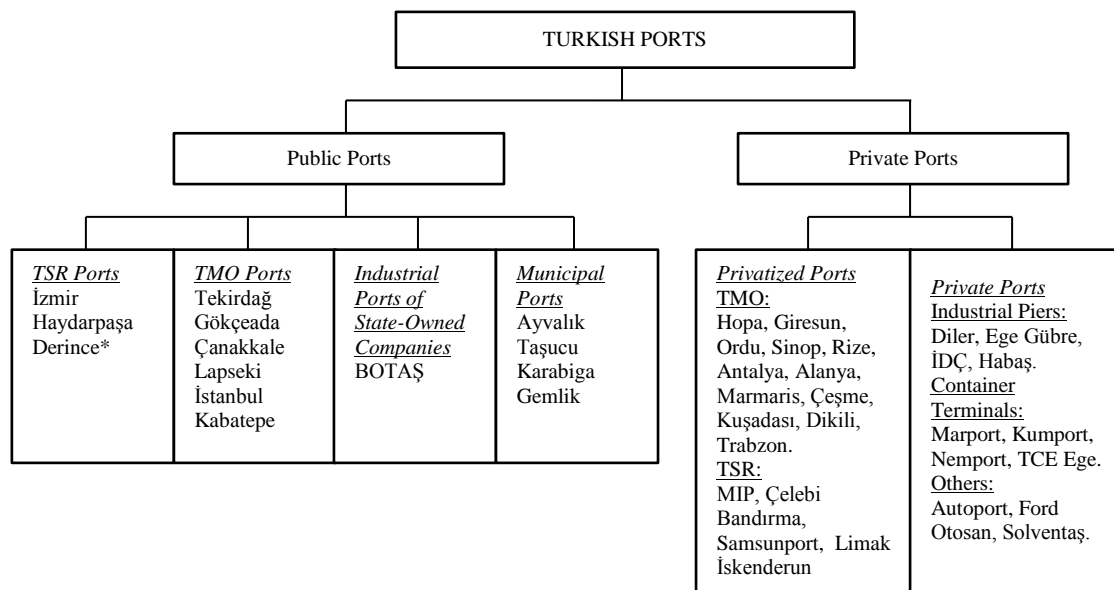 TURKISH PORTS
Public Ports
Private Ports
TSR Ports
İzmir
Haydarpaşa
Derince*
TMO Ports
Tekirdağ
Gökçeada
Çanakkale
Lapseki
İstanbul
Kabatepe
Industrial
Ports of
State-Owned
Companies
BOTAŞ
Municipal
Ports
Ayvalık
Taşucu
Karabiga
Gemlik
Privatized Ports
TMO:
Hopa, Giresun,
Ordu, Sinop, Rize,
Antalya, Alanya,
Marmaris, Çeşme,
Kuşadası, Dikili,
Trabzon.
TSR:
MIP, Çelebi
Bandırma,
Samsunport, Limak
İskenderun
Private Ports
Industrial Piers:
Diler, Ege Gübre,
İDÇ, Habaş.
Container
Terminals:
Marport, Kumport,
Nemport, TCE Ege.
Others:
Autoport, Ford
Otosan, Solventaş.